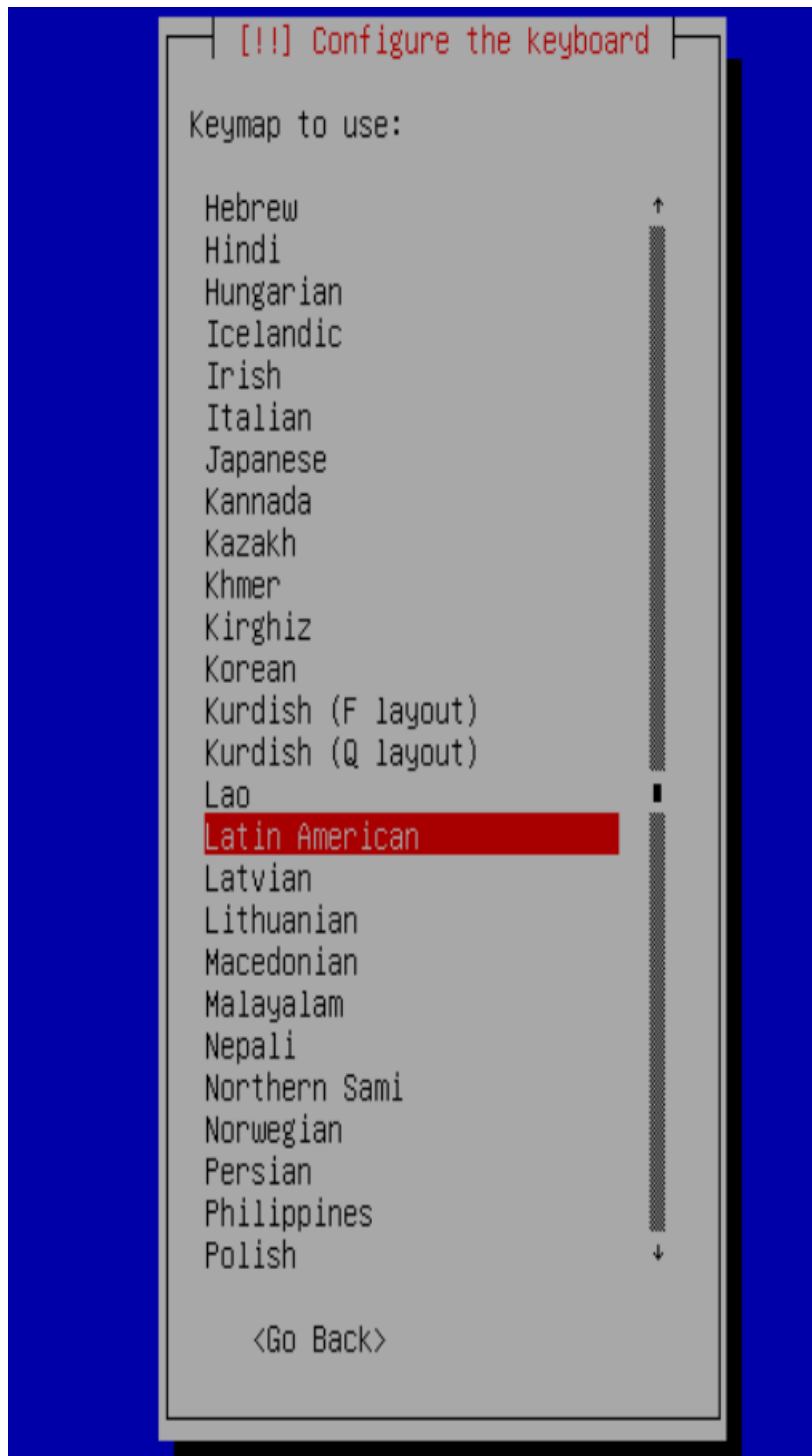 [!!] Configure the keyboard
Keymap to use:
Hebrew
Hindi
Hungarian
Icelandic
Irish
Italian
Japanese
Kannada
Kazakh
Khmer
Kirghiz
Korean
Kurdish (F layout)
Kurdish (Q layout)
Lao
Latin American
Latvian
Lithuanian
Macedonian
Malayalam
Nepali
Northern Sami
Norwegian
Persian
Philippines
Polish
<Go Back>